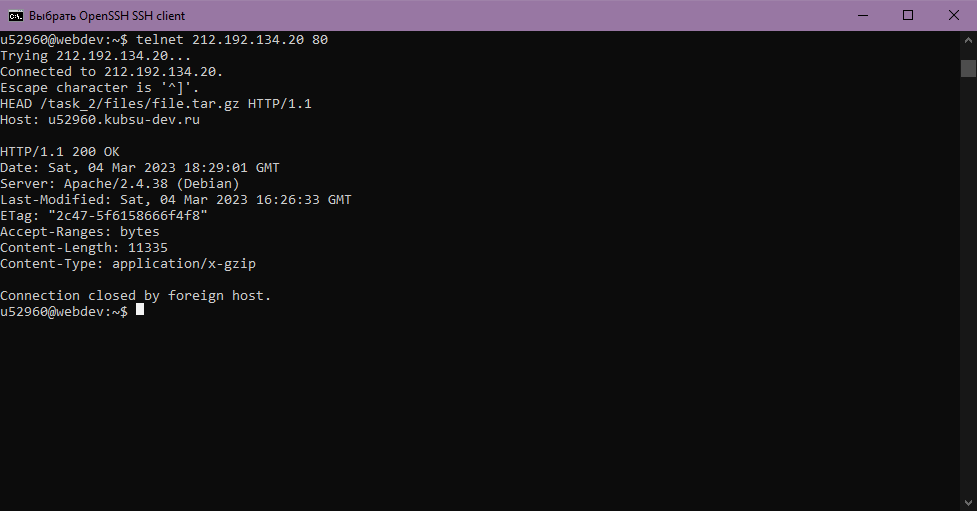 Выбрать OpenSSH SSH client
u52960@webdev:~$ telnet 212.192.134.20 80
Trying 212.192.134.20...
Connected to 212.192.134.20.
Escape character is '^]'.
HEAD /task_2/files/file.tar.gz HTTP/1.1
Host: u52960.kubsu-dev.ru

HTTP/1.1 200 OK
Date: Sat, 04 Mar 2023 18:29:01 GMT
Server: Apache/2.4.38 (Debian)
Last-Modified: Sat, 04 Mar 2023 16:26:33 GMT
ETag: "2c47-5f6158666f4f8"
Accept-Ranges: bytes
Content-Length: 11335
Content-Type: application/x-gzip

Connection closed by foreign host.
u52960@webdev:~$